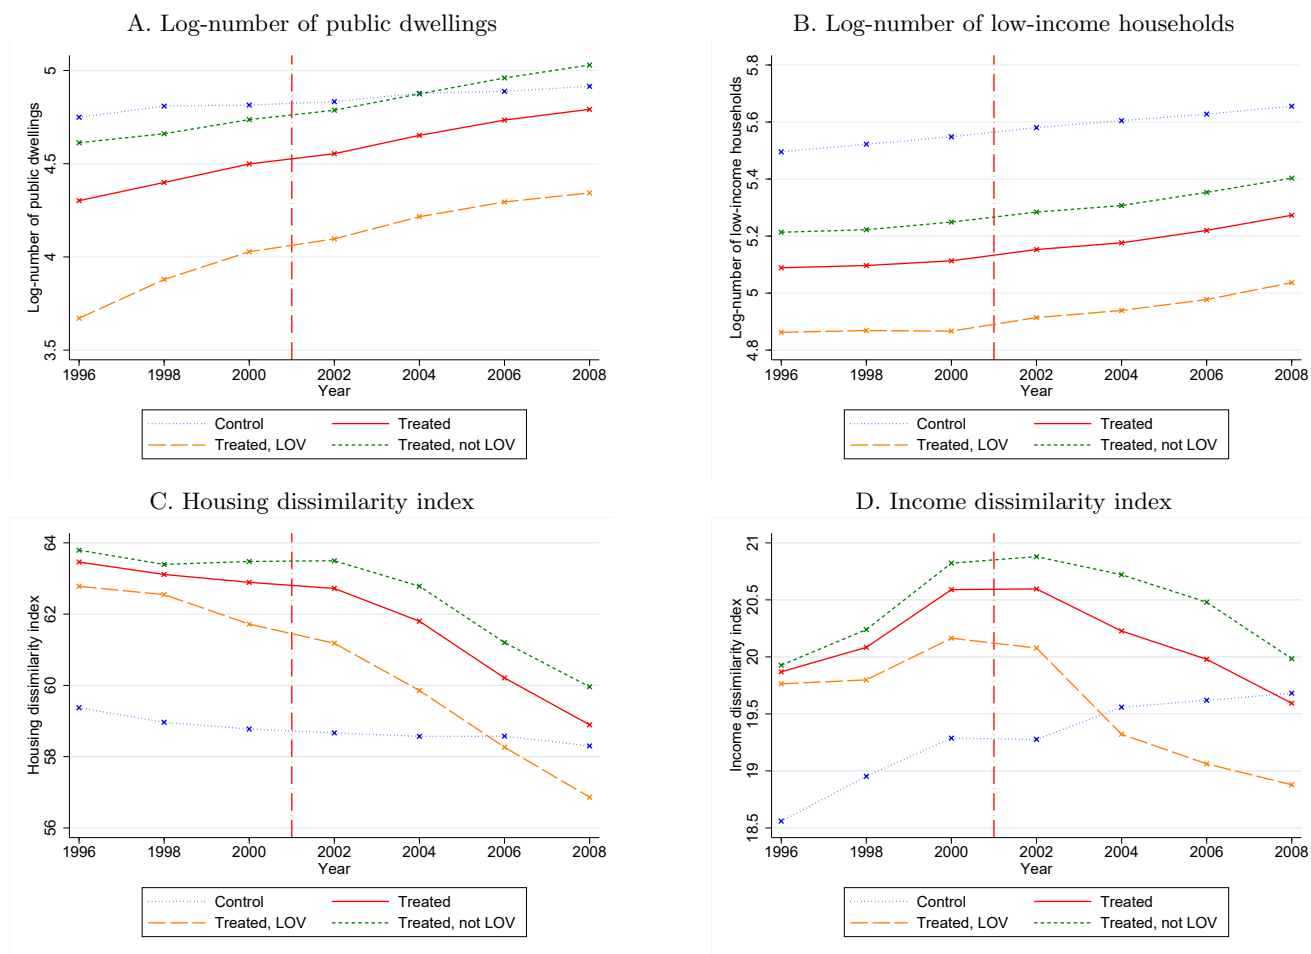 A. Log-number of public dwellings
Log-number of public dwellings
5
4.5
4
3.5
1996 1998 2000 2002 2004 2006 2008
Year
Control Treated
Treated, LOV Treated, not LOV
B. Log-number of low-income households
Log-number of low-income households
5.8
5.6
5.4
5.2
5
4.8
1996 1998 2000 2002 2004 2006 2008
Year
Control Treated
Treated, LOV Treated, not LOV
C. Housing dissimilarity index
Housing dissimilarity index
64
62
60
58
56
1996 1998 2000 2002 2004 2006 2008
Year
Control Treated
Treated, LOV Treated, not LOV
D. Income dissimilarity index
Income dissimilarity index
21
20.5
20
19.5
19
18.5
1996 1998 2000 2002 2004 2006 2008
Year
Control Treated
Treated, LOV Treated, not LOV